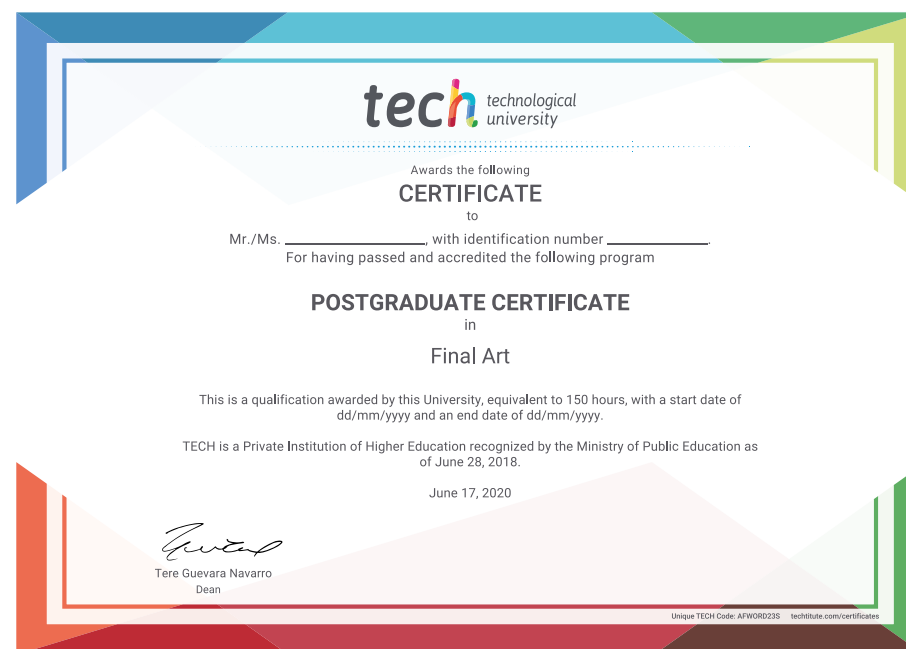 tech technological
university
Awards the following
CERTIFICATE
to
Mr./Ms. ____________________, with identification number ______________.
For having passed and accredited the following program
POSTGRADUATE CERTIFICATE
in
Final Art
This is a qualification awarded by this University, equivalent to 150 hours, with a start date of
dd/mm/yyyy and an end date of dd/mm/yyyy.
TECH is a Private Institution of Higher Education recognized by the Ministry of Public Education as
of June 28, 2018.
June 17, 2020
Tere Guevara Navarro
Dean
Unique TECH Code: AFWORD23S techtitute.com/certificates